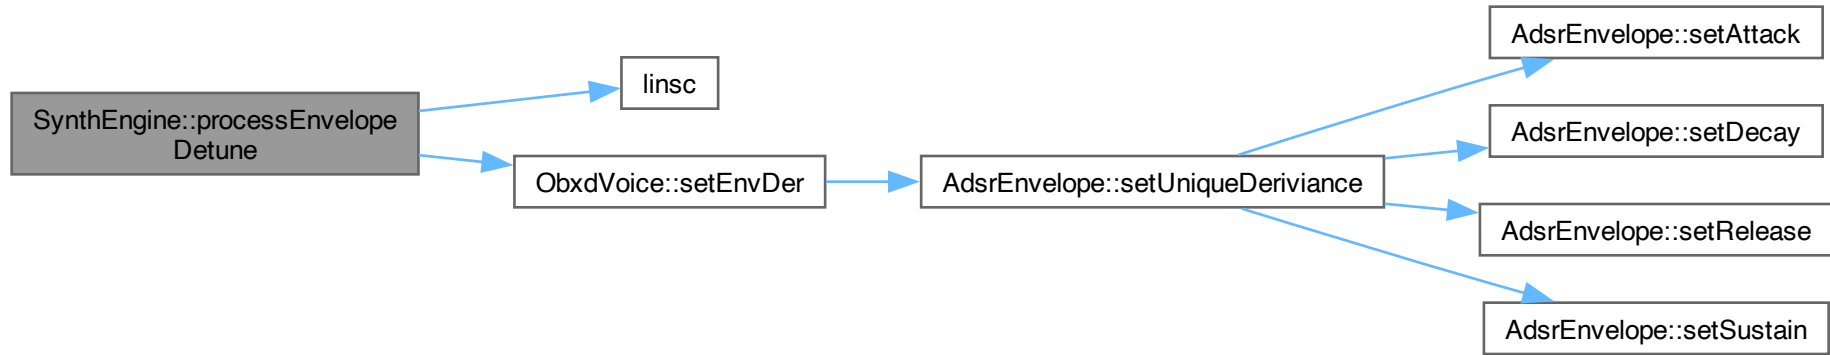 SynthEngine::processEnvelope
Detune
linsc
ObxdVoice::setEnvDer
AdsrEnvelope::setUniqueDeriviance
AdsrEnvelope::setAttack
AdsrEnvelope::setDecay
AdsrEnvelope::setRelease
AdsrEnvelope::setSustain